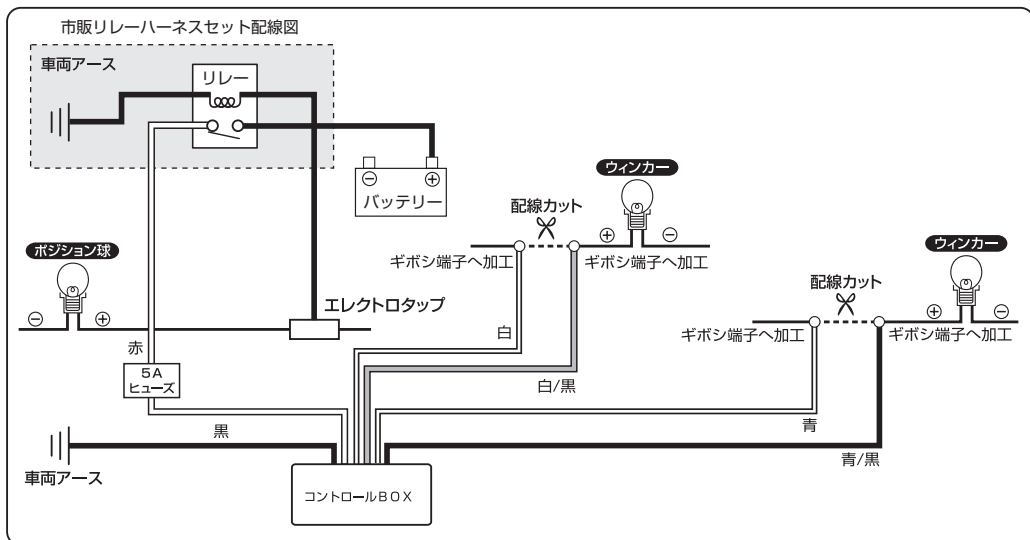 市販リレーハーネスセット配線図
車両アース
リレー
⊖ ⊕
バッテリー
ウィンカー
配線カット
⊕ ⊖
ギボシ端子へ加工
ギボシ端子へ加工
ウィンカー
配線カット
⊕ ⊖
ギボシ端子へ加工
ギボシ端子へ加工
ポジション球
⊖ ⊕
エレクトロタップ
赤
5A
ヒューズ
白
白/黒
青
青/黒
黒
車両アース
コントロールBOX